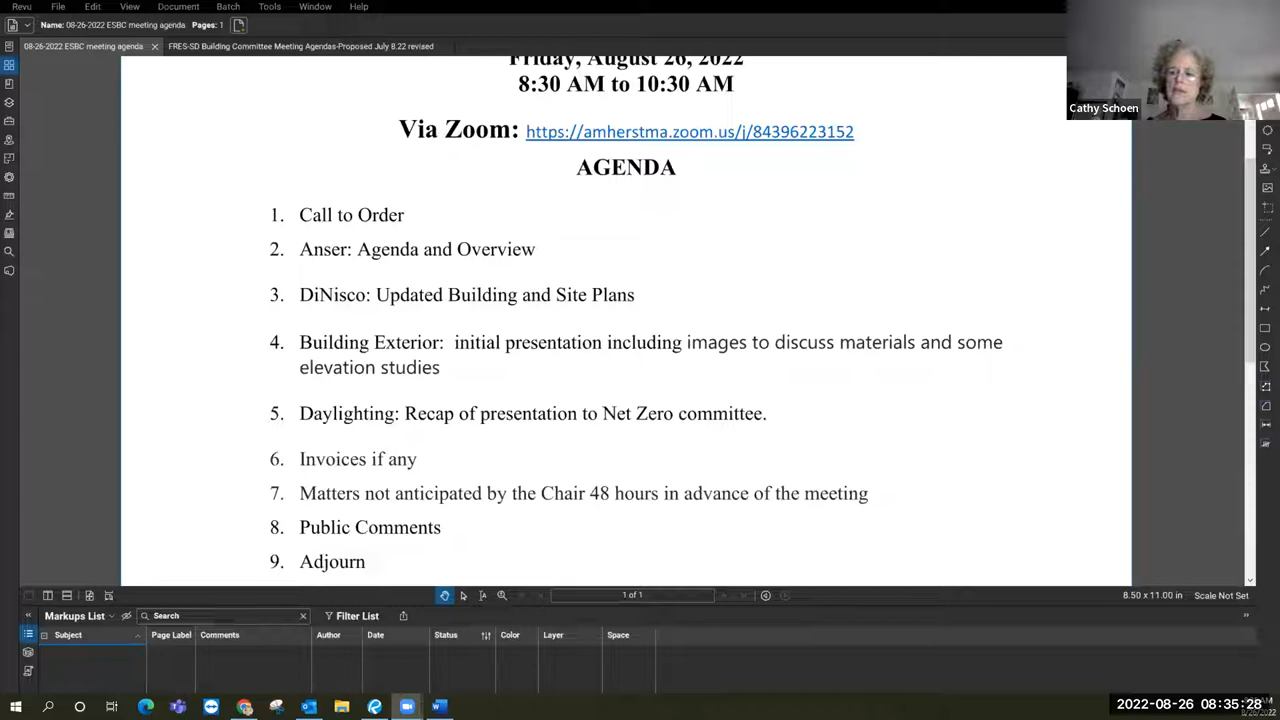 Revu File Edit View Document Batch Tools Window Help
Name: 08-26-2022 ESBC meeting agenda Pages: 1
08-26-2022 ESBC meeting agenda
FRES-SD Building Committee Meeting Agendas-Proposed July 8.22 revised
Cathy Schoen
Friday, August 26, 2022
8:30 AM to 10:30 AM
Via Zoom: https://amherstma.zoom.us/j/84396223152
AGENDA
1. Call to Order
2. Anser: Agenda and Overview
3. DiNisco: Updated Building and Site Plans
4. Building Exterior: initial presentation including images to discuss materials and some
elevation studies
5. Daylighting: Recap of presentation to Net Zero committee.
6. Invoices if any
7. Matters not anticipated by the Chair 48 hours in advance of the meeting
8. Public Comments
9. Adjourn
1 of 1
8.50 x 11.00 in Scale Not Set
Markups List Search Filter List
Subject Page Label Comments Author Date Status Color Layer Space
2022-08-26 08:35:28